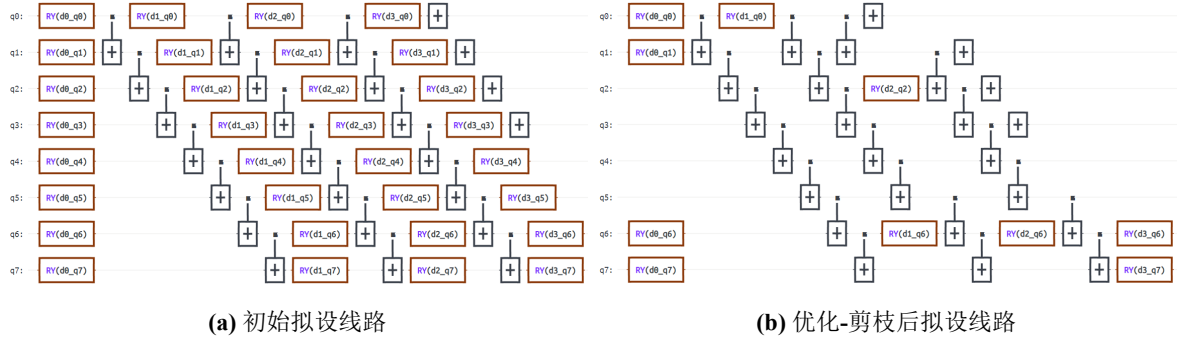 q0: RY(d0_q0) RY(d1_q0) RY(d2_q0) RY(d3_q0)
q1: RY(d0_q1) RY(d1_q1) RY(d2_q1) RY(d3_q1)
q2: RY(d0_q2) RY(d1_q2) RY(d2_q2) RY(d3_q2)
q3: RY(d0_q3) RY(d1_q3) RY(d2_q3) RY(d3_q3)
q4: RY(d0_q4) RY(d1_q4) RY(d2_q4) RY(d3_q4)
q5: RY(d0_q5) RY(d1_q5) RY(d2_q5) RY(d3_q5)
q6: RY(d0_q6) RY(d1_q6) RY(d2_q6) RY(d3_q6)
q7: RY(d0_q7) RY(d1_q7) RY(d2_q7) RY(d3_q7)
(a) 初始拟设线路
q0: RY(d0_q0) RY(d1_q0)
q1: RY(d0_q1)
q2: RY(d2_q2)
q3:
q4:
q5:
q6: RY(d0_q6) RY(d1_q6) RY(d2_q6) RY(d3_q6)
q7: RY(d0_q7) RY(d3_q7)
(b) 优化-剪枝后拟设线路